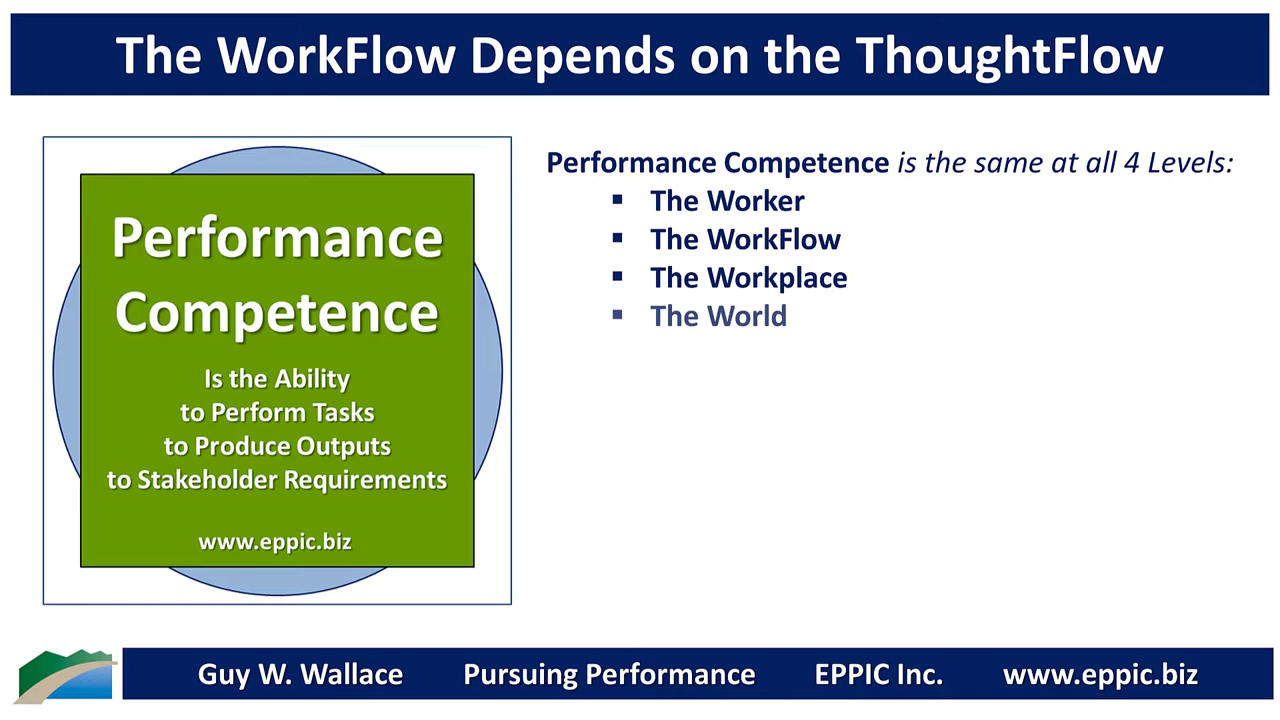 The WorkFlow Depends on the ThoughtFlow
Performance
Competence
Is the Ability
to Perform Tasks
to Produce Outputs
to Stakeholder Requirements
www.eppic.biz
Performance Competence is the same at all 4 Levels:
▪ The Worker
▪ The WorkFlow
▪ The Workplace
▪ The World
Guy W. Wallace Pursuing Performance EPPIC Inc. www.eppic.biz